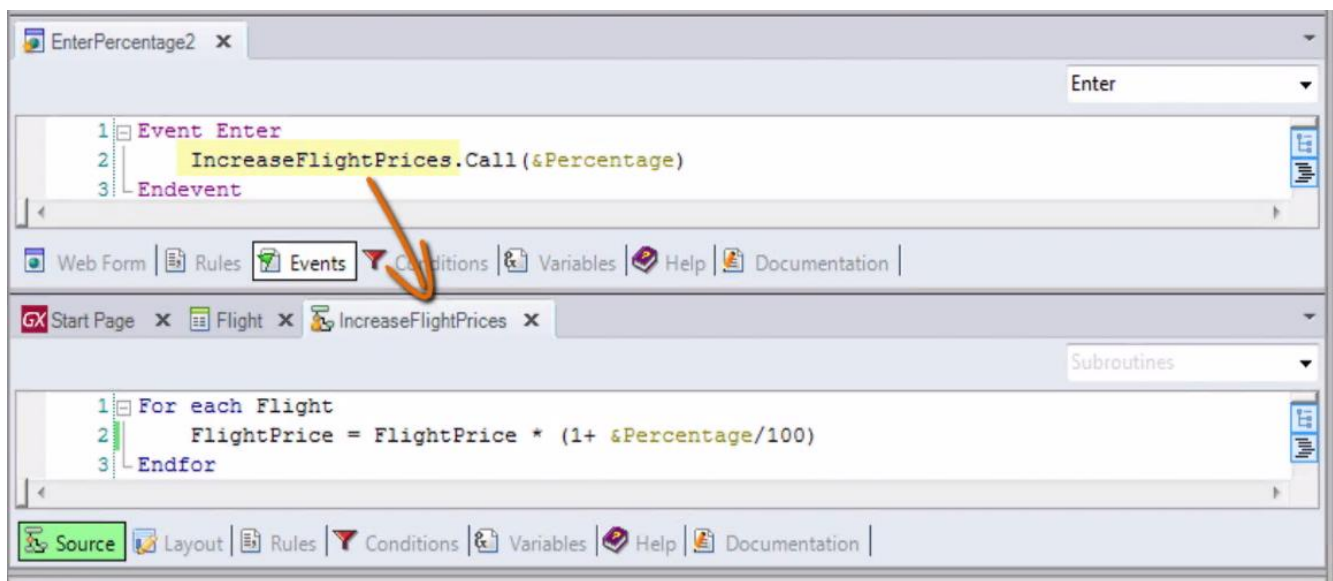 EnterPercentage2
Enter
1 Event Enter
2 IncreaseFlightPrices.Call(&Percentage)
3 Endevent
Web Form Rules Events Conditions Variables Help Documentation
GX Start Page Flight IncreaseFlightPrices
Subroutines
1 For each Flight
2 FlightPrice = FlightPrice * (1+ &Percentage/100)
3 Endfor
Source Layout Rules Conditions Variables Help Documentation